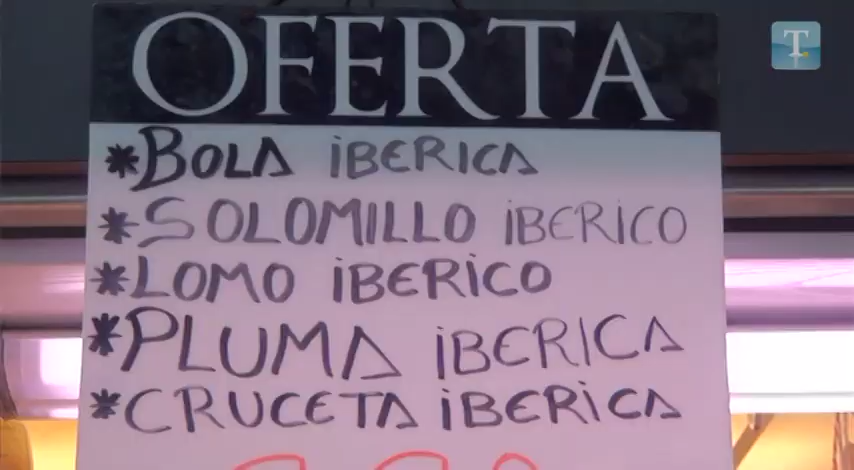 OFERTA
T
*BOLA iBERiCA
*SOLOMILLO iBERiCO
*LOMO iBERiCO
*PLUMA iBERICA
*CRUCETA iBERiCA